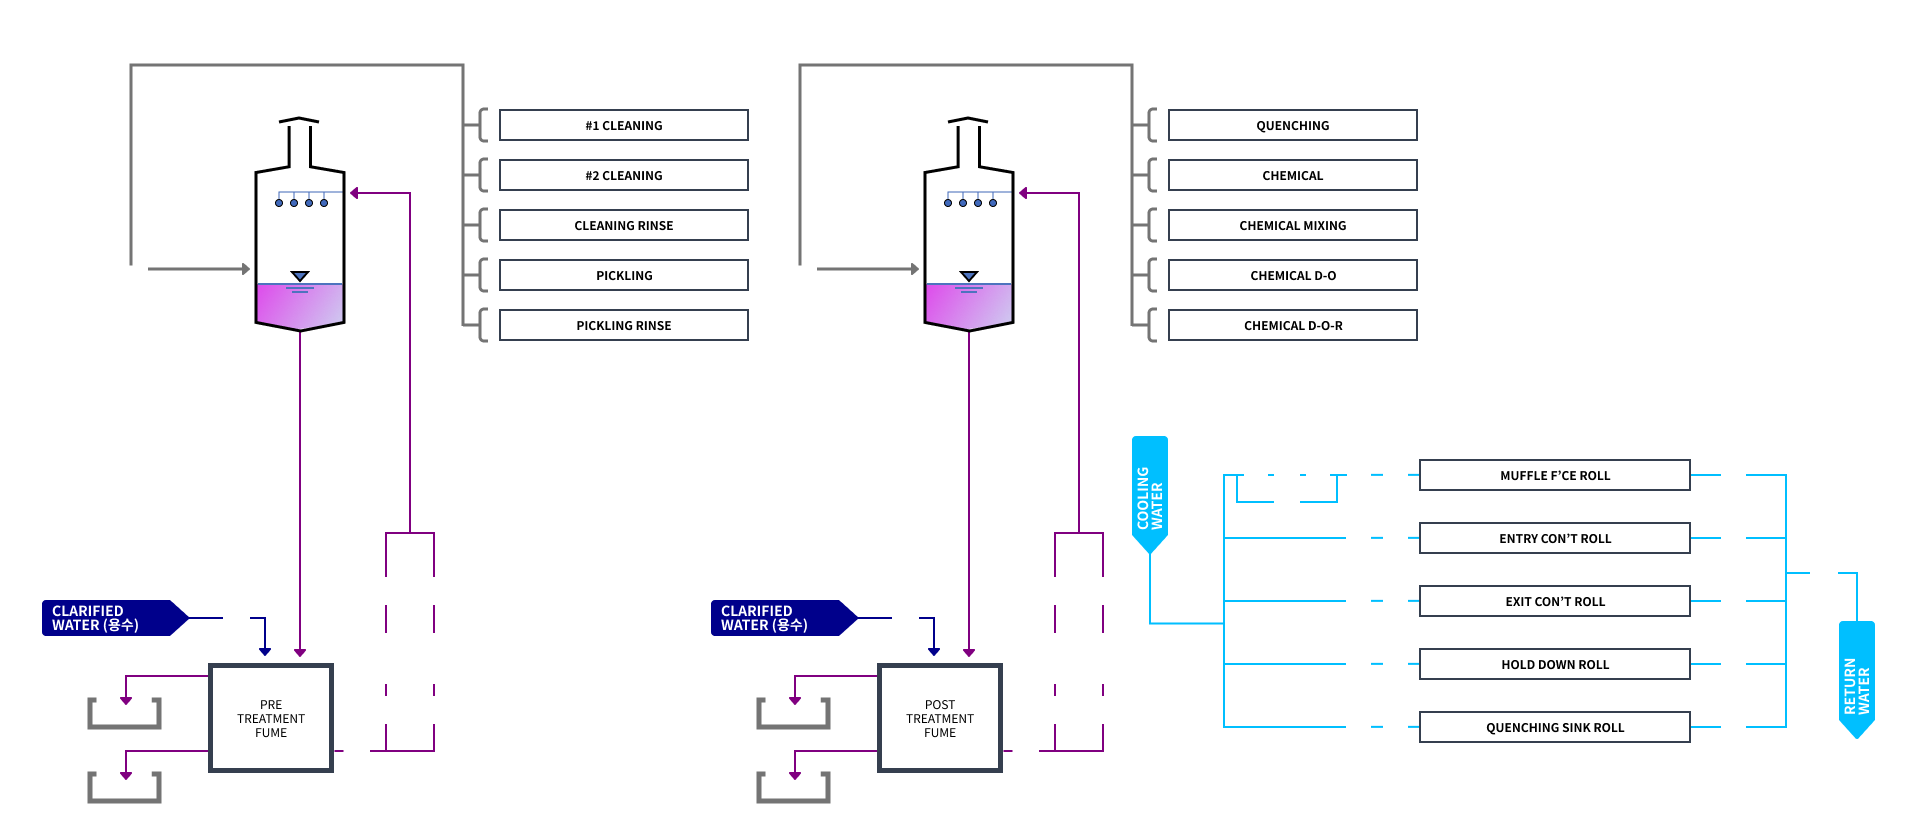 #1 CLEANING
#2 CLEANING
CLEANING RINSE
PICKLING
PICKLING RINSE
QUENCHING
CHEMICAL
CHEMICAL MIXING
CHEMICAL D-O
CHEMICAL D-O-R
CLARIFIED
WATER (용수)
PRE
TREATMENT
FUME
CLARIFIED
WATER (용수)
POST
TREATMENT
FUME
COOLING
WATER
MUFFLE F’CE ROLL
ENTRY CON’T ROLL
EXIT CON’T ROLL
HOLD DOWN ROLL
QUENCHING SINK ROLL
RETURN
WATER